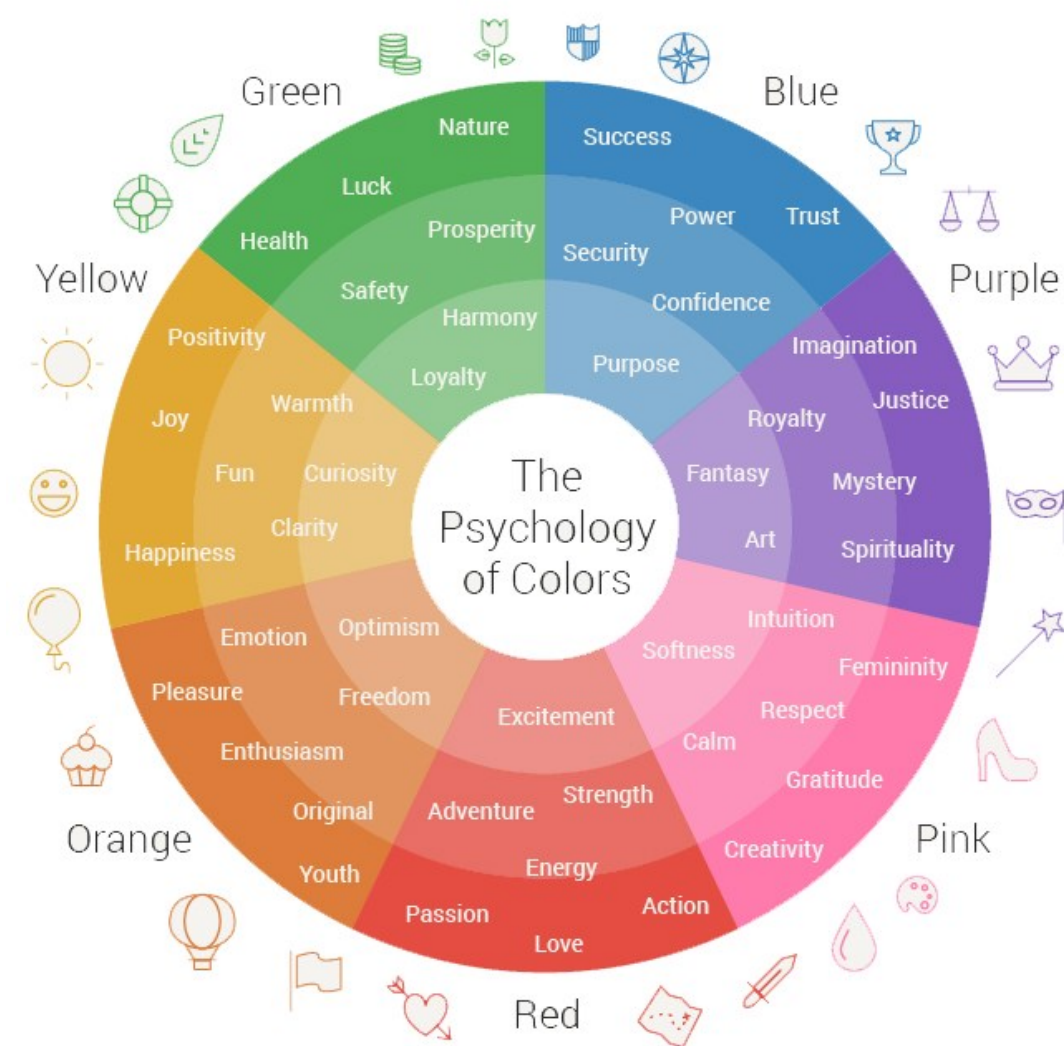 Green
Blue
Yellow
Purple
Orange
Pink
Red
The
Psychology
of Colors
Nature
Luck
Health
Prosperity
Safety
Harmony
Loyalty
Success
Power
Trust
Security
Confidence
Purpose
Imagination
Justice
Royalty
Fantasy
Mystery
Art
Spirituality
Intuition
Softness
Femininity
Respect
Calm
Gratitude
Creativity
Excitement
Strength
Adventure
Energy
Action
Passion
Love
Optimism
Emotion
Freedom
Pleasure
Enthusiasm
Original
Youth
Positivity
Warmth
Joy
Fun
Curiosity
Clarity
Happiness